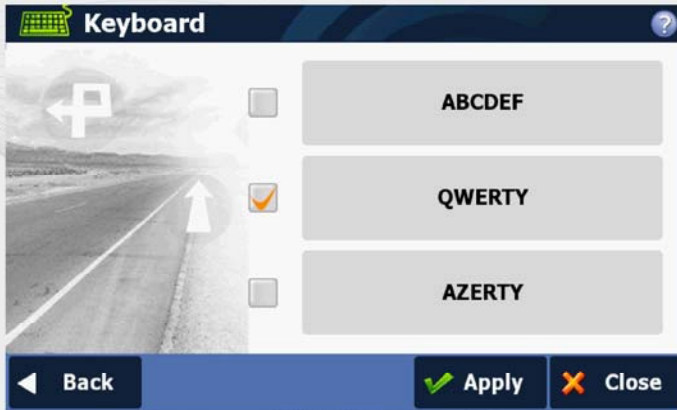 Keyboard
?
ABCDEF
QWERTY
AZERTY
Back
Apply
Close